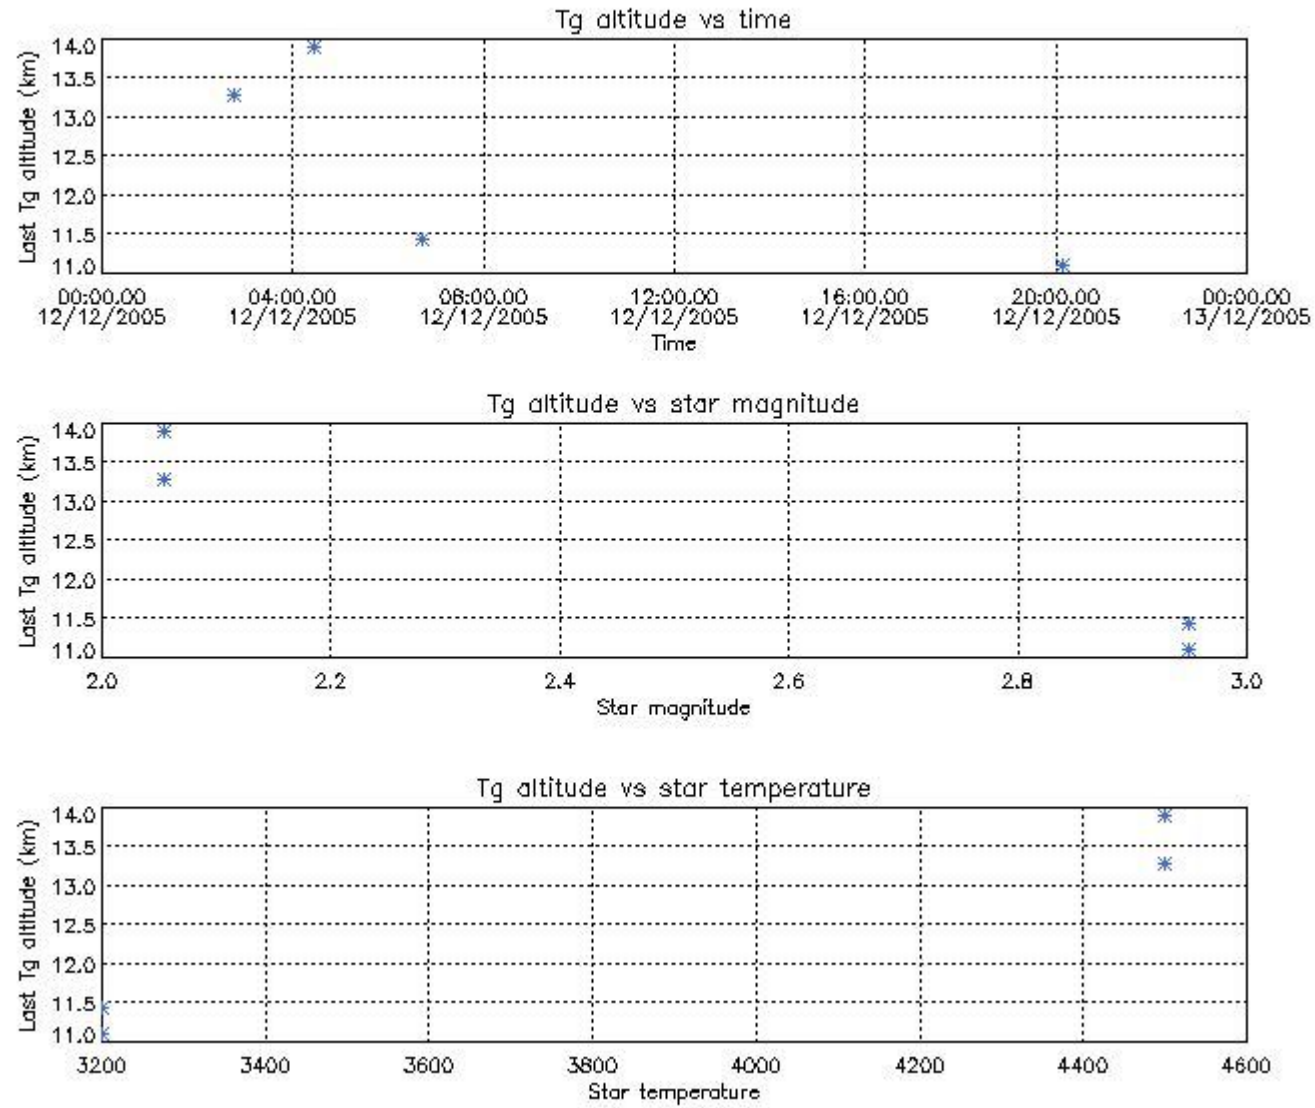 Tg altitude vs time
Last Tg altitude (km)
14.0
13.5
13.0
12.5
12.0
11.5
11.0
00:00.00 04:00.00 08:00.00 12:00.00 16:00.00 20:00.00 00:00.00
12/12/2005 12/12/2005 12/12/2005 12/12/2005 12/12/2005 12/12/2005 13/12/2005
Time
Tg altitude vs star magnitude
Last Tg altitude (km)
14.0
13.5
13.0
12.5
12.0
11.5
11.0
2.0 2.2 2.4 2.6 2.8 3.0
Star magnitude
Tg altitude vs star temperature
Last Tg altitude (km)
14.0
13.5
13.0
12.5
12.0
11.5
11.0
3200 3400 3600 3800 4000 4200 4400 4600
Star temperature